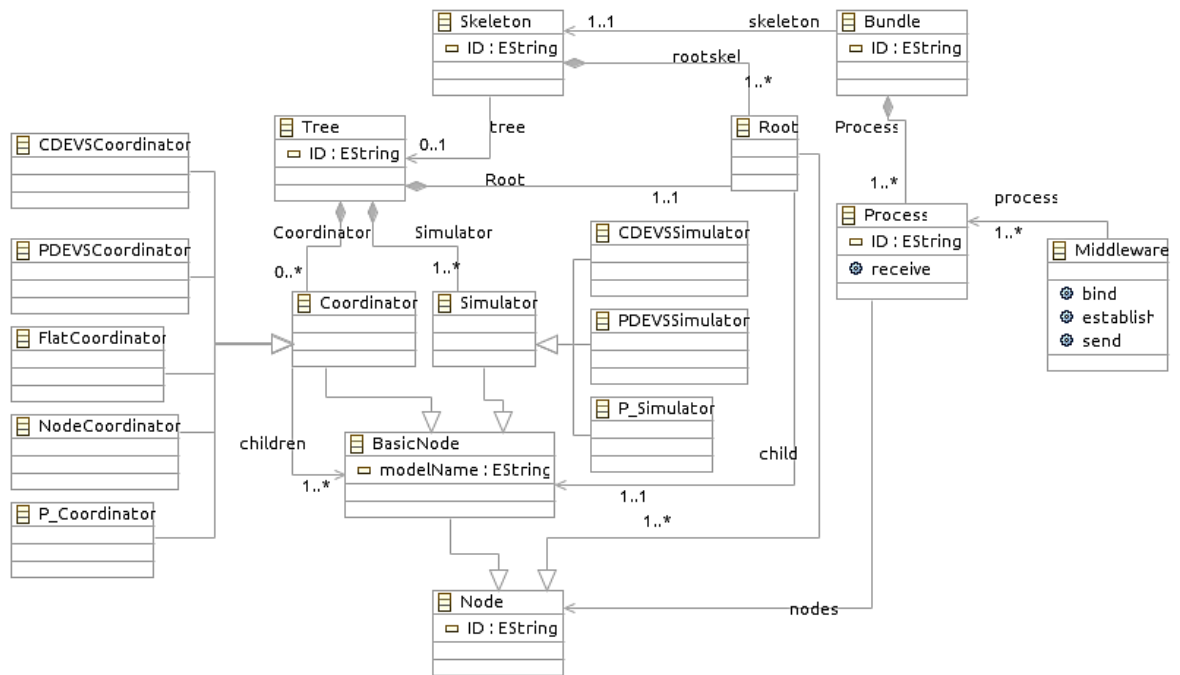 Skeleton
ID : EString
1..1
skeleton
Bundle
ID : EString
rootskel
1..*
CDEVSCoordinator
Tree
ID : EString
tree
0..1
Root
Process
Root
1..1
1..*
PDEVSCoordinator
Coordinator
Simulator
0..*
1..*
CDEVSSimulator
Process
ID : EString
receive
process
1..*
Middleware
bind
establish
send
FlatCoordinator
Coordinator
Simulator
PDEVSSimulator
NodeCoordinator
children
1..*
BasicNode
modelName : EString
P_Simulator
child
1..1
1..*
P_Coordinator
Node
ID : EString
nodes